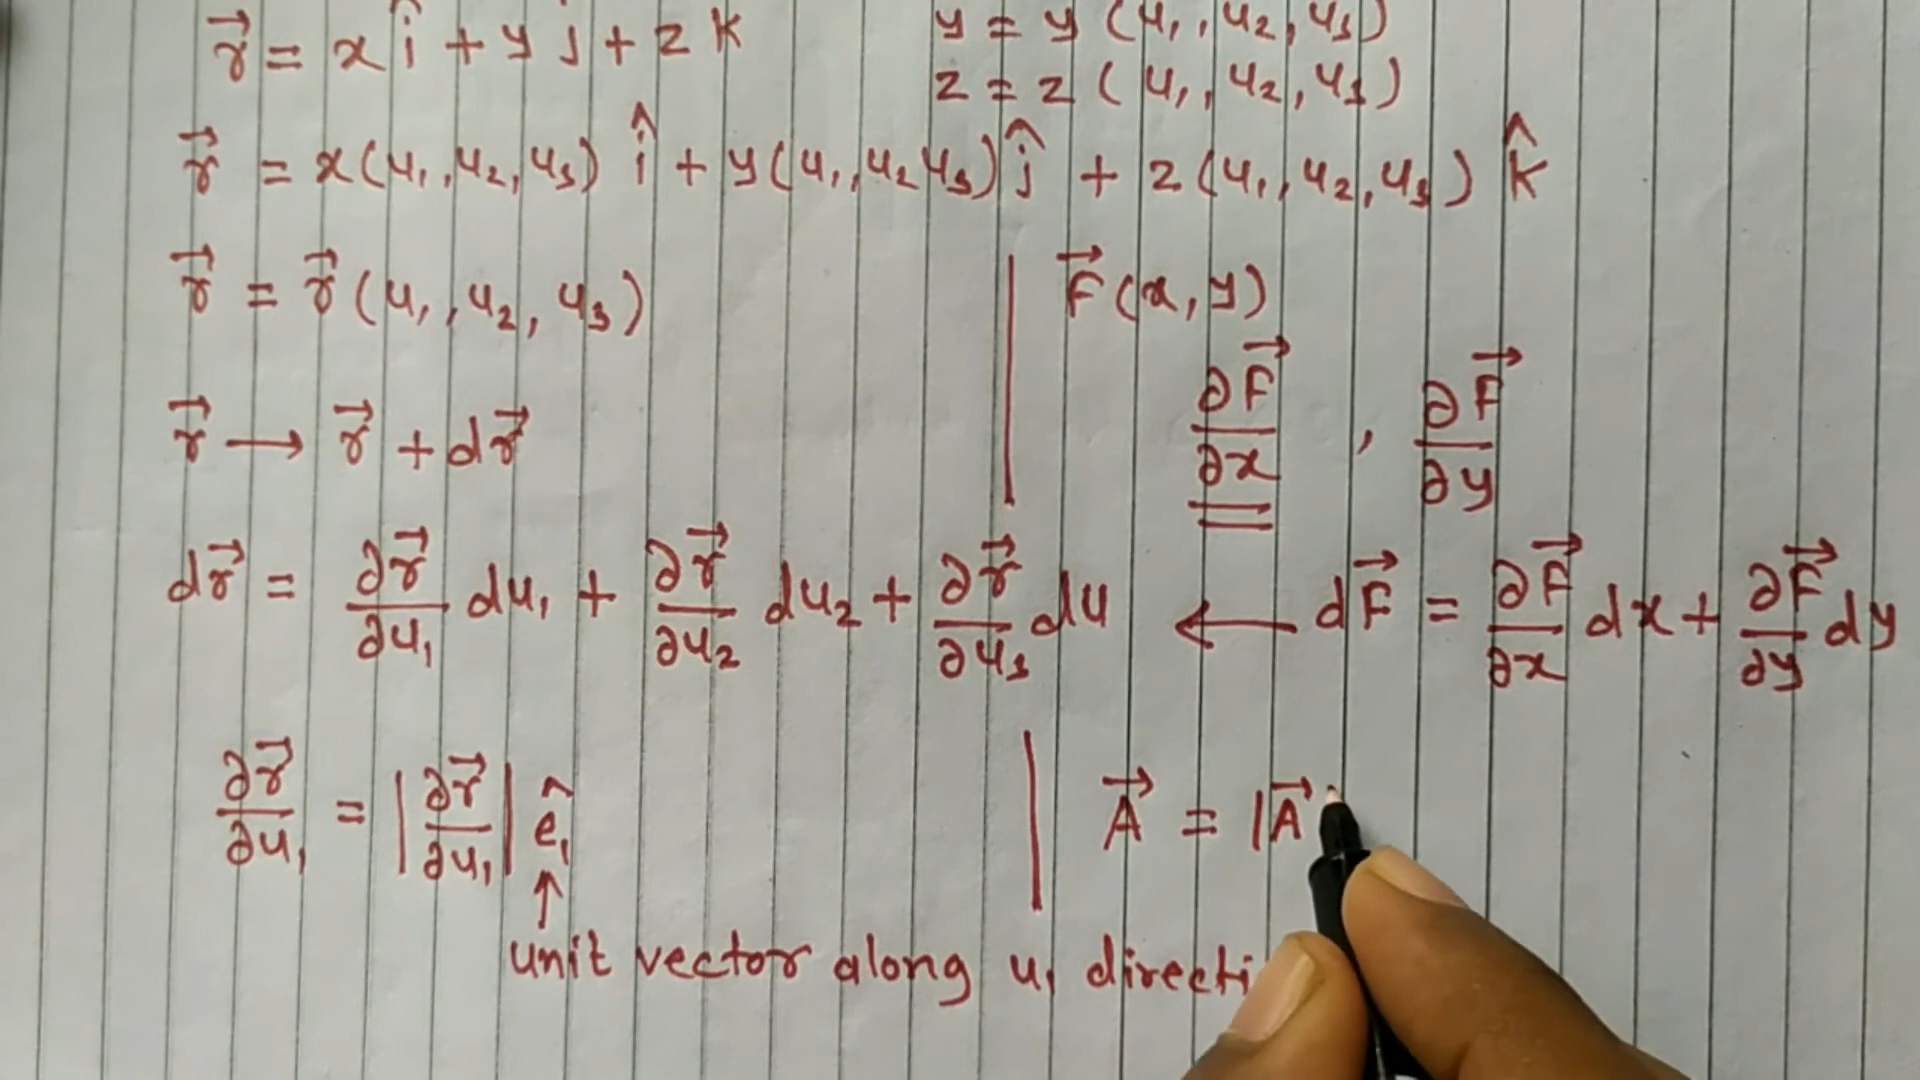 r⃗ = x î + y j + z k
y = y (u₁, u₂, u₃)
z = z (u₁, u₂, u₃)
r⃗ = x(u₁, u₂, u₃) î + y(u₁, u₂ u₃) ĵ + z(u₁, u₂, u₃) k̂
r⃗ = r⃗ (u₁, u₂, u₃)
F⃗ (x, y)
∂F⃗/∂x , ∂F⃗/∂y
r⃗ → r⃗ + dr⃗
dr⃗ = ∂r⃗/∂u₁ du₁ + ∂r⃗/∂u₂ du₂ + ∂r⃗/∂u₃ du ← dF⃗ = ∂F⃗/∂x dx + ∂F⃗/∂y dy
∂r⃗/∂u₁ = |∂r⃗/∂u₁| ê₁
↑
unit vector along u₁ directi
A⃗ = |A⃗